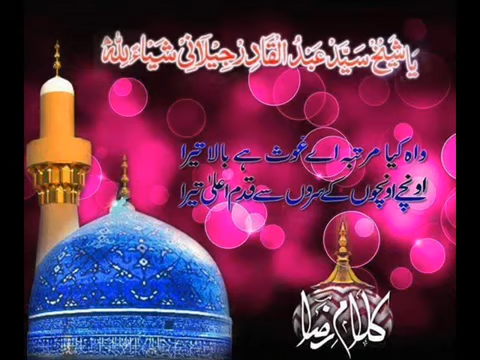 یا شیخ سید عبد القادر جیلانی شیاء للہ
واہ کیا مرتبہ اے غوث ہے بالا تیرا
اونچے اونچوں کے سروں سے قدم اعلیٰ تیرا
کلام رضا